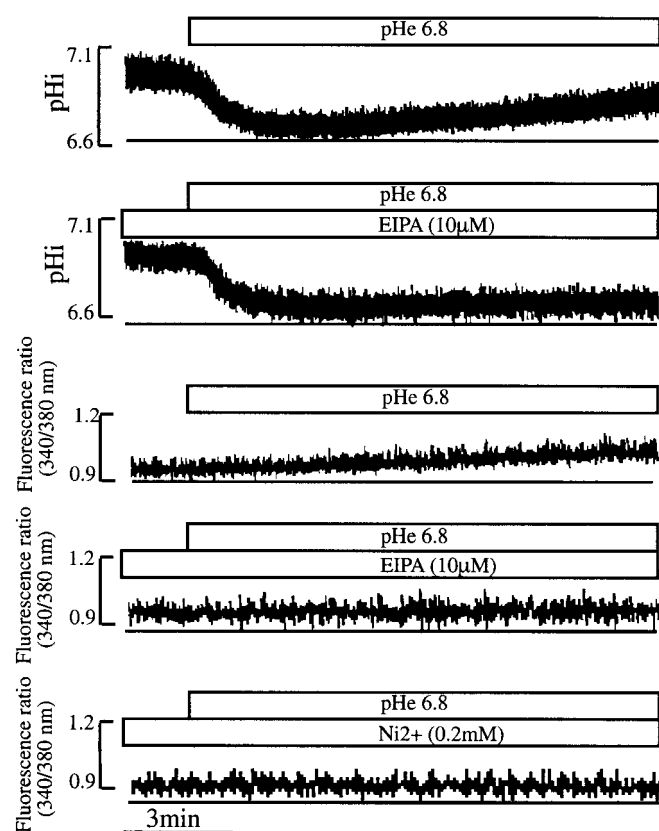 pHe 6.8
7.1
pHi
6.6
pHe 6.8
EIPA (10μM)
7.1
pHi
6.6
Fluorescence ratio
(340/380 nm)
pHe 6.8
1.2
0.9
Fluorescence ratio
(340/380 nm)
pHe 6.8
EIPA (10μM)
1.2
0.9
Fluorescence ratio
(340/380 nm)
pHe 6.8
Ni2+ (0.2mM)
1.2
0.9
3min